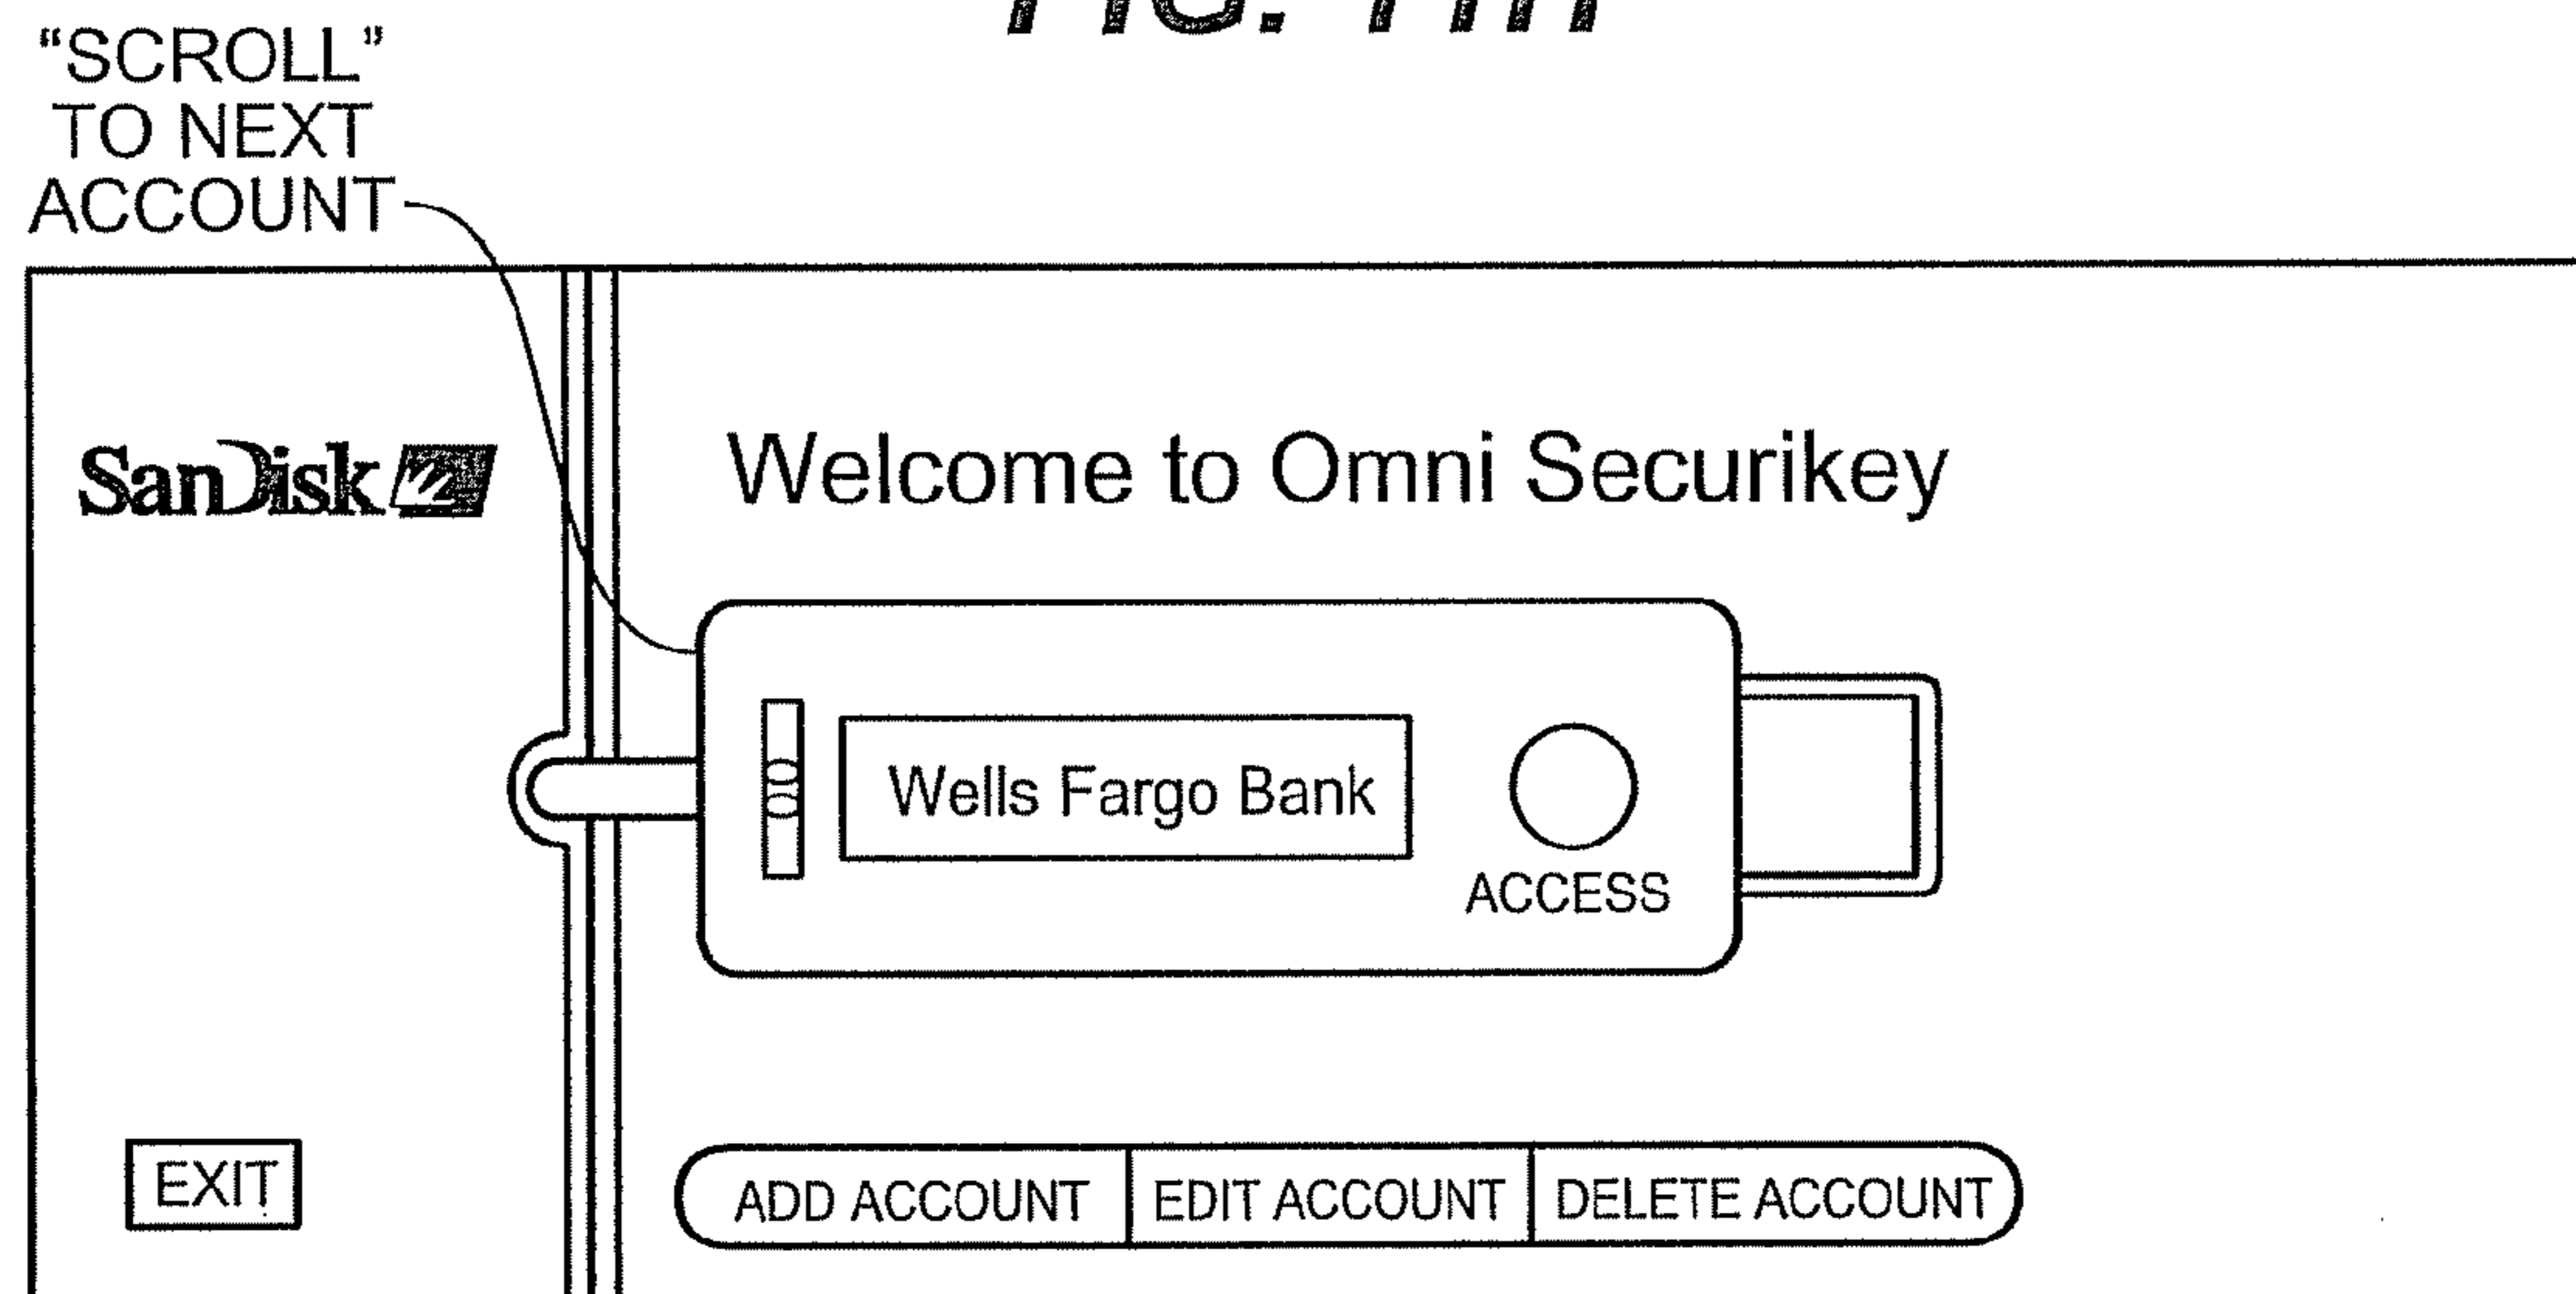 FIG.
“SCROLL”
TO NEXT
ACCOUNT
SanDisk
Welcome to Omni Securikey
Wells Fargo Bank
ACCESS
EXIT
ADD ACCOUNT EDIT ACCOUNT DELETE ACCOUNT